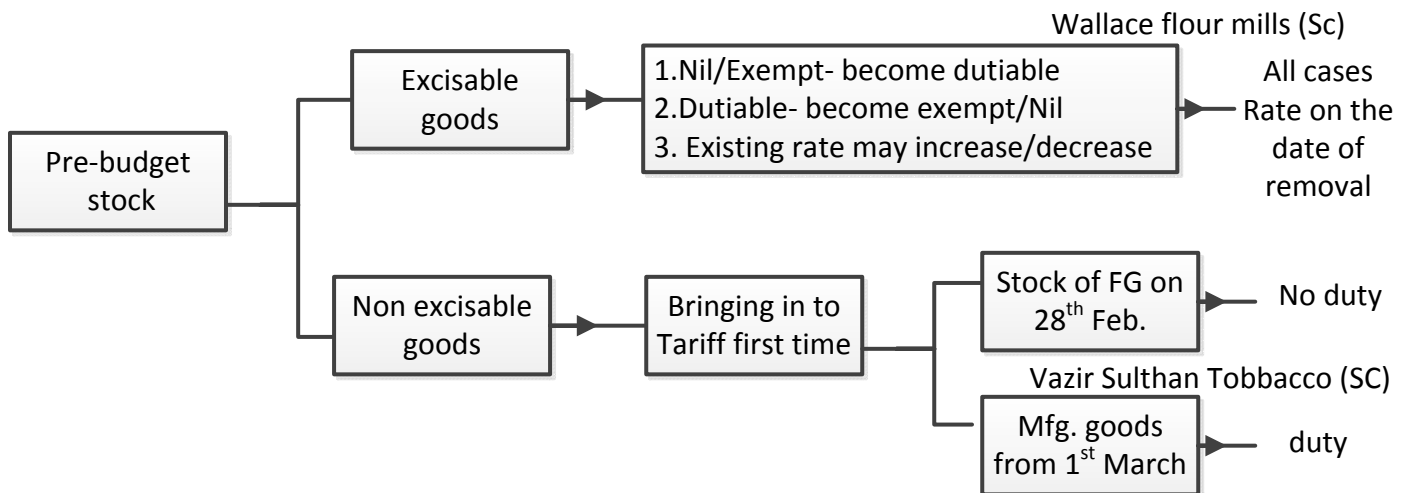 Wallace flour mills (Sc)
Excisable
goods
1.Nil/Exempt- become dutiable
2.Dutiable- become exempt/Nil
3. Existing rate may increase/decrease
All cases
Rate on the
date of
removal
Pre-budget
stock
Non excisable
goods
Bringing in to
Tariff first time
Stock of FG on
28th Feb.
No duty
Vazir Sulthan Tobbacco (SC)
Mfg. goods
from 1st March
duty